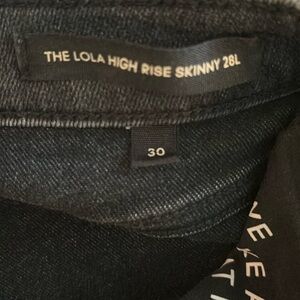 THE LOLA HIGH RISE SKINNY 28L
30